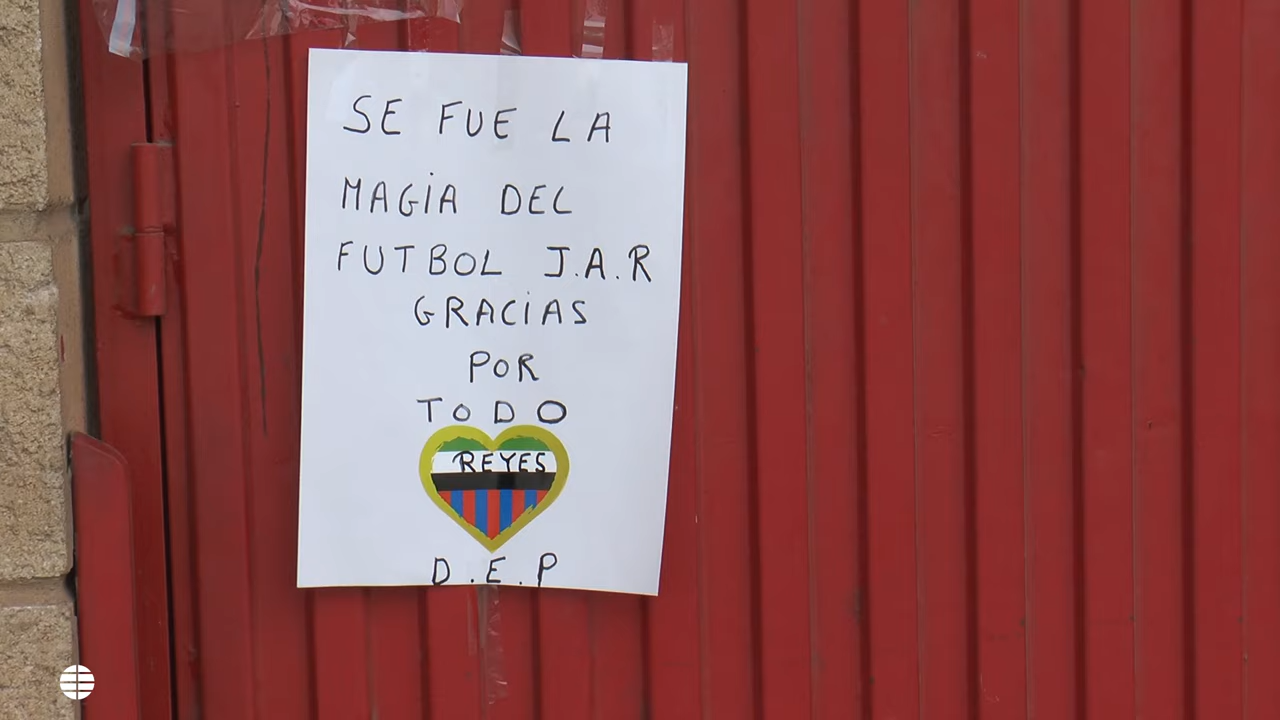 SE FUE LA
MAGiA DEL
FUTBOL J.A.R
GRACiAS
POR
TODO
REYES
D.E.P